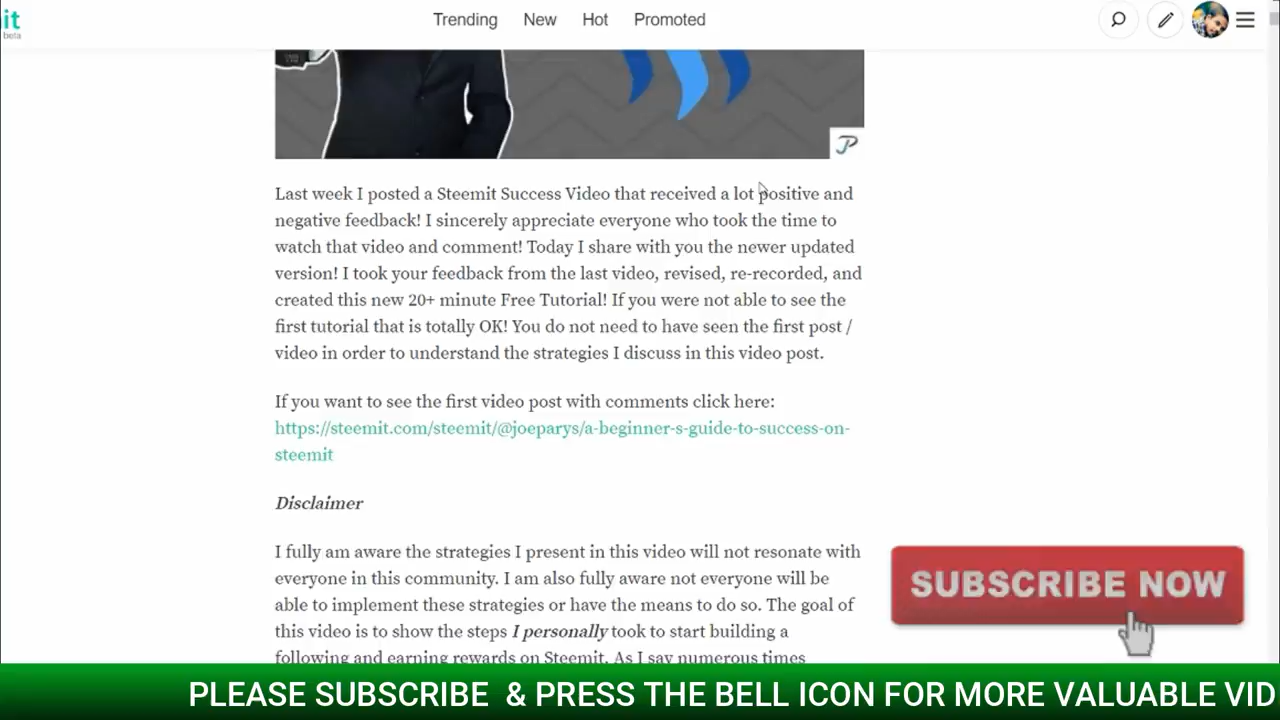 it
beta
Trending New Hot Promoted
JP
Last week I posted a Steemit Success Video that received a lot positive and
negative feedback! I sincerely appreciate everyone who took the time to
watch that video and comment! Today I share with you the newer updated
version! I took your feedback from the last video, revised, re-recorded, and
created this new 20+ minute Free Tutorial! If you were not able to see the
first tutorial that is totally OK! You do not need to have seen the first post /
video in order to understand the strategies I discuss in this video post.
If you want to see the first video post with comments click here:
https://steemit.com/steemit/@joeparys/a-beginner-s-guide-to-success-on-
steemit
Disclaimer
I fully am aware the strategies I present in this video will not resonate with
everyone in this community. I am also fully aware not everyone will be
able to implement these strategies or have the means to do so. The goal of
this video is to show the steps I personally took to start building a
following and earning rewards on Steemit. As I say numerous times
SUBSCRIBE NOW
PLEASE SUBSCRIBE & PRESS THE BELL ICON FOR MORE VALUABLE VID